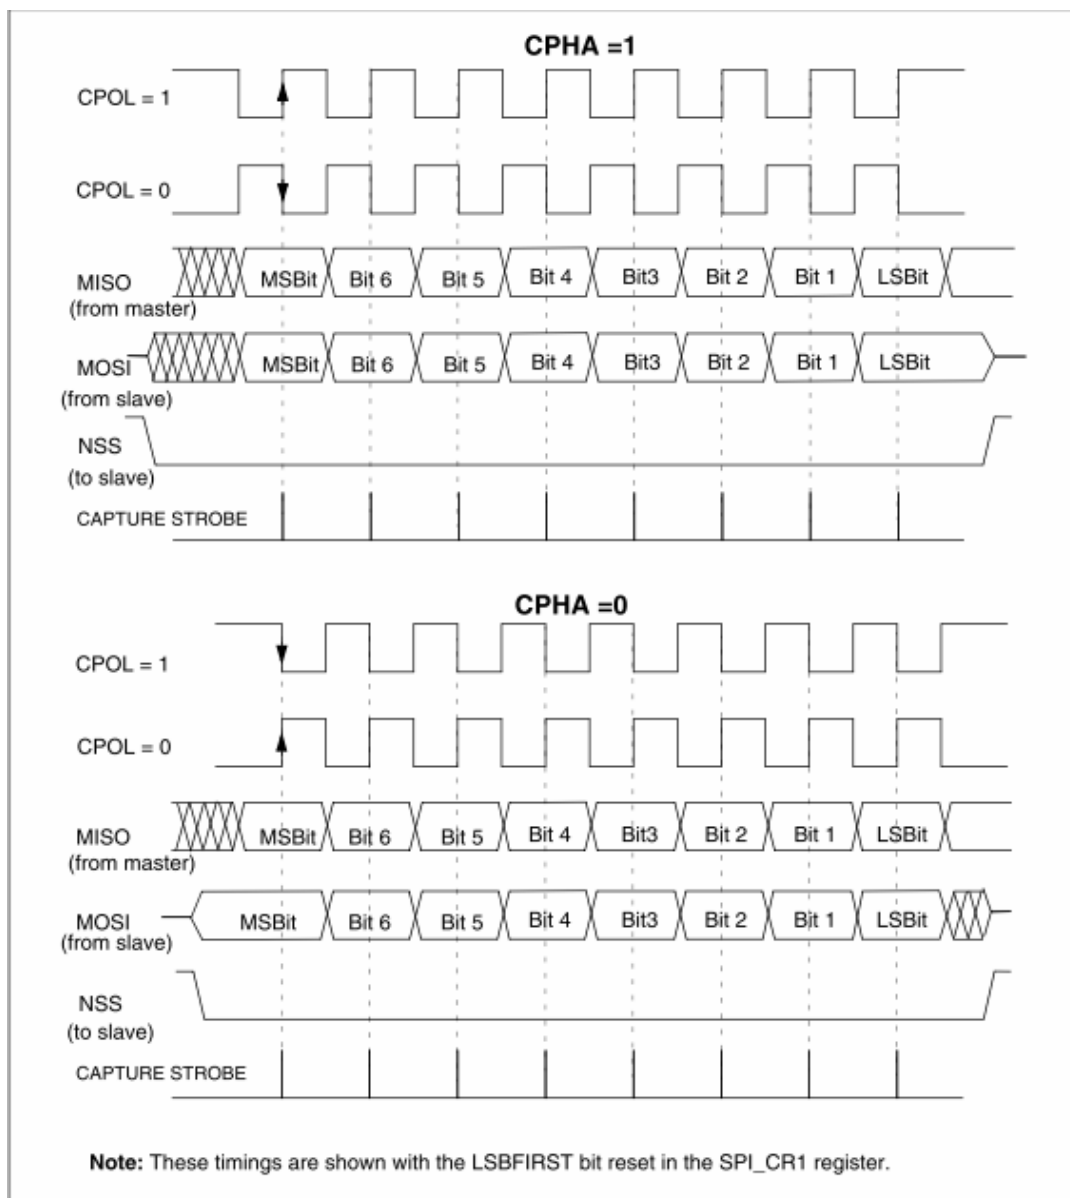 CPHA =1
CPOL = 1
CPOL = 0
MISO
(from master)
MSBit Bit 6 Bit 5 Bit 4 Bit3 Bit 2 Bit 1 LSBit
MOSI
(from slave)
MSBit Bit 6 Bit 5 Bit 4 Bit3 Bit 2 Bit 1 LSBit
NSS
(to slave)
CAPTURE STROBE
CPHA =0
CPOL = 1
CPOL = 0
MISO
(from master)
MSBit Bit 6 Bit 5 Bit 4 Bit3 Bit 2 Bit 1 LSBit
MOSI
(from slave)
MSBit Bit 6 Bit 5 Bit 4 Bit3 Bit 2 Bit 1 LSBit
NSS
(to slave)
CAPTURE STROBE
Note: These timings are shown with the LSBFIRST bit reset in the SPI_CR1 register.